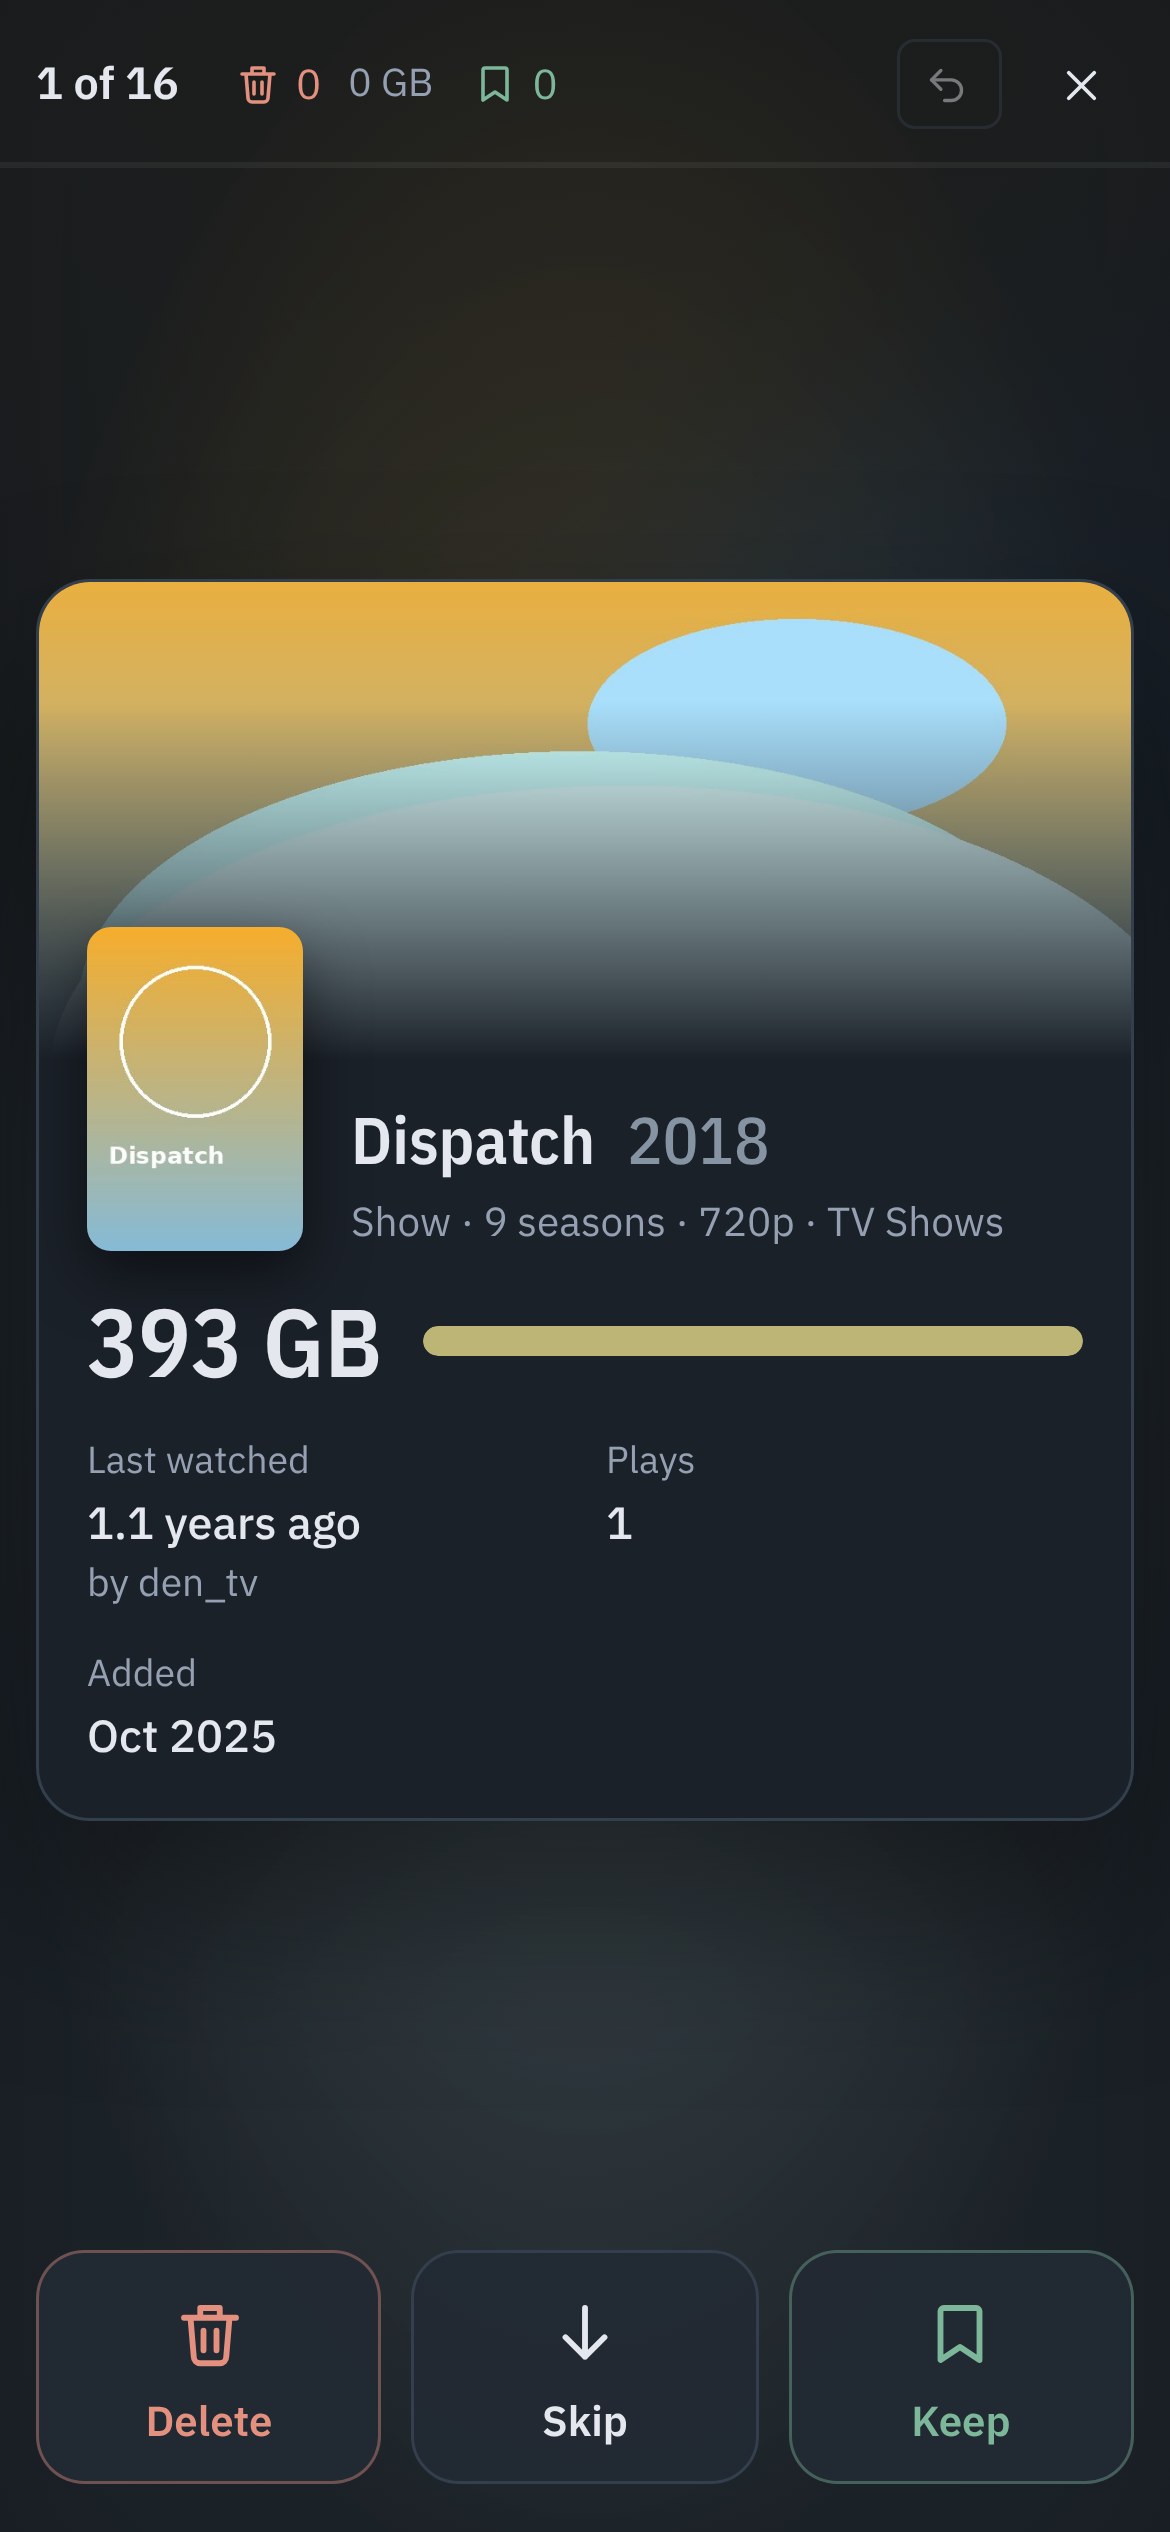 1 of 16 0 0 GB 0
Dispatch
Dispatch 2018
Show · 9 seasons · 720p · TV Shows
393 GB
Last watched
1.1 years ago
by den_tv
Plays
1
Added
Oct 2025
Delete
Skip
Keep